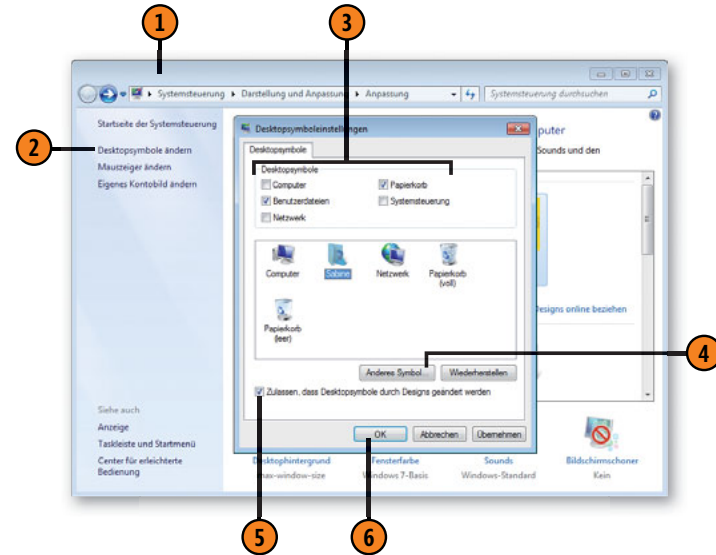 1
3
Systemsteuerung ▸ Darstellung und Anpassung ▸ Anpassung
Systemsteuerung durchsuchen
2
Startseite der Systemsteuerung
Desktopsymbole ändern
Mauszeiger ändern
Eigenes Kontobild ändern
Desktopsymboleinstellungen
puter
Sounds und den
Desktopsymbole
Desktopsymbole
Computer
Papierkorb
Benutzerdateien
Systemsteuerung
Netzwerk
Computer
Sabine
Netzwerk
Papierkorb
(voll)
Papierkorb
(leer)
Designs online beziehen
4
Anderes Symbol...
Wiederherstellen
Zulassen, dass Desktopsymbole durch Designs geändert werden
OK
Abbrechen
Übernehmen
Siehe auch
Anzeige
Taskleiste und Startmenü
Center für erleichterte
Bedienung
Desktophintergrund
max-window-size
Fensterfarbe
Windows 7-Basis
Sounds
Windows-Standard
Bildschirmschoner
Kein
5
6